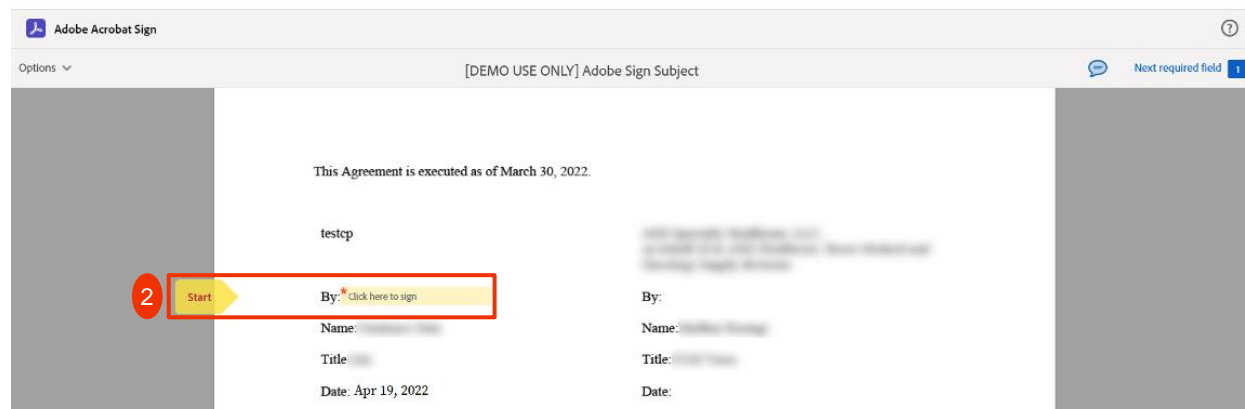 Adobe Acrobat Sign
?
Options
[DEMO USE ONLY] Adobe Sign Subject
Next required field 1
This Agreement is executed as of March 30, 2022.
testcp
2
Start
By:* Click here to sign
By:
Name:
Name:
Title
Title:
Date: Apr 19, 2022
Date: